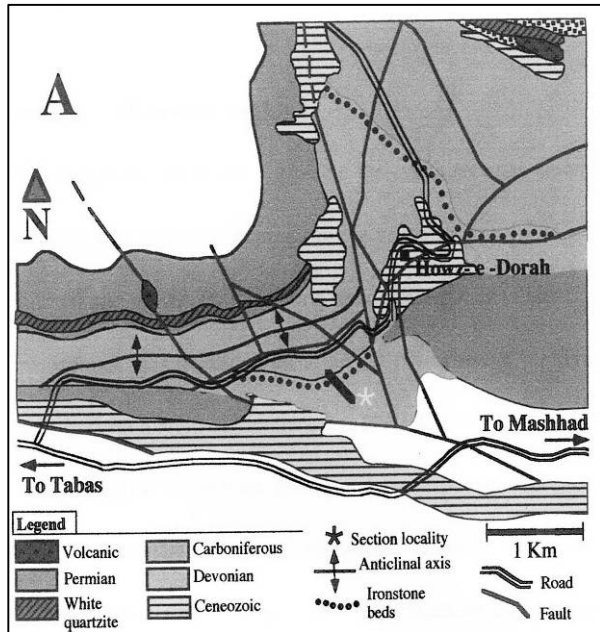 A
N
Howz-e -Dorah
To Mashhad
To Tabas
Legend
Volcanic
Permian
White
quartzite
Carboniferous
Devonian
Ceneozoic
Section locality
Anticlinal axis
Ironstone
beds
1 Km
Road
Fault